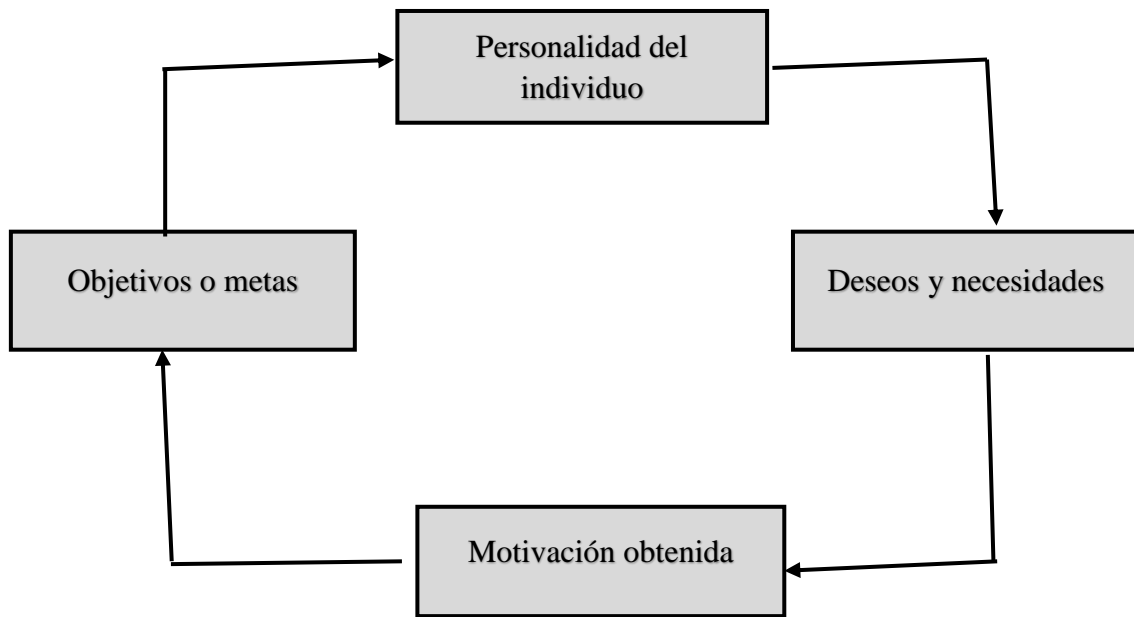 Personalidad del
individuo
Objetivos o metas
Deseos y necesidades
Motivación obtenida